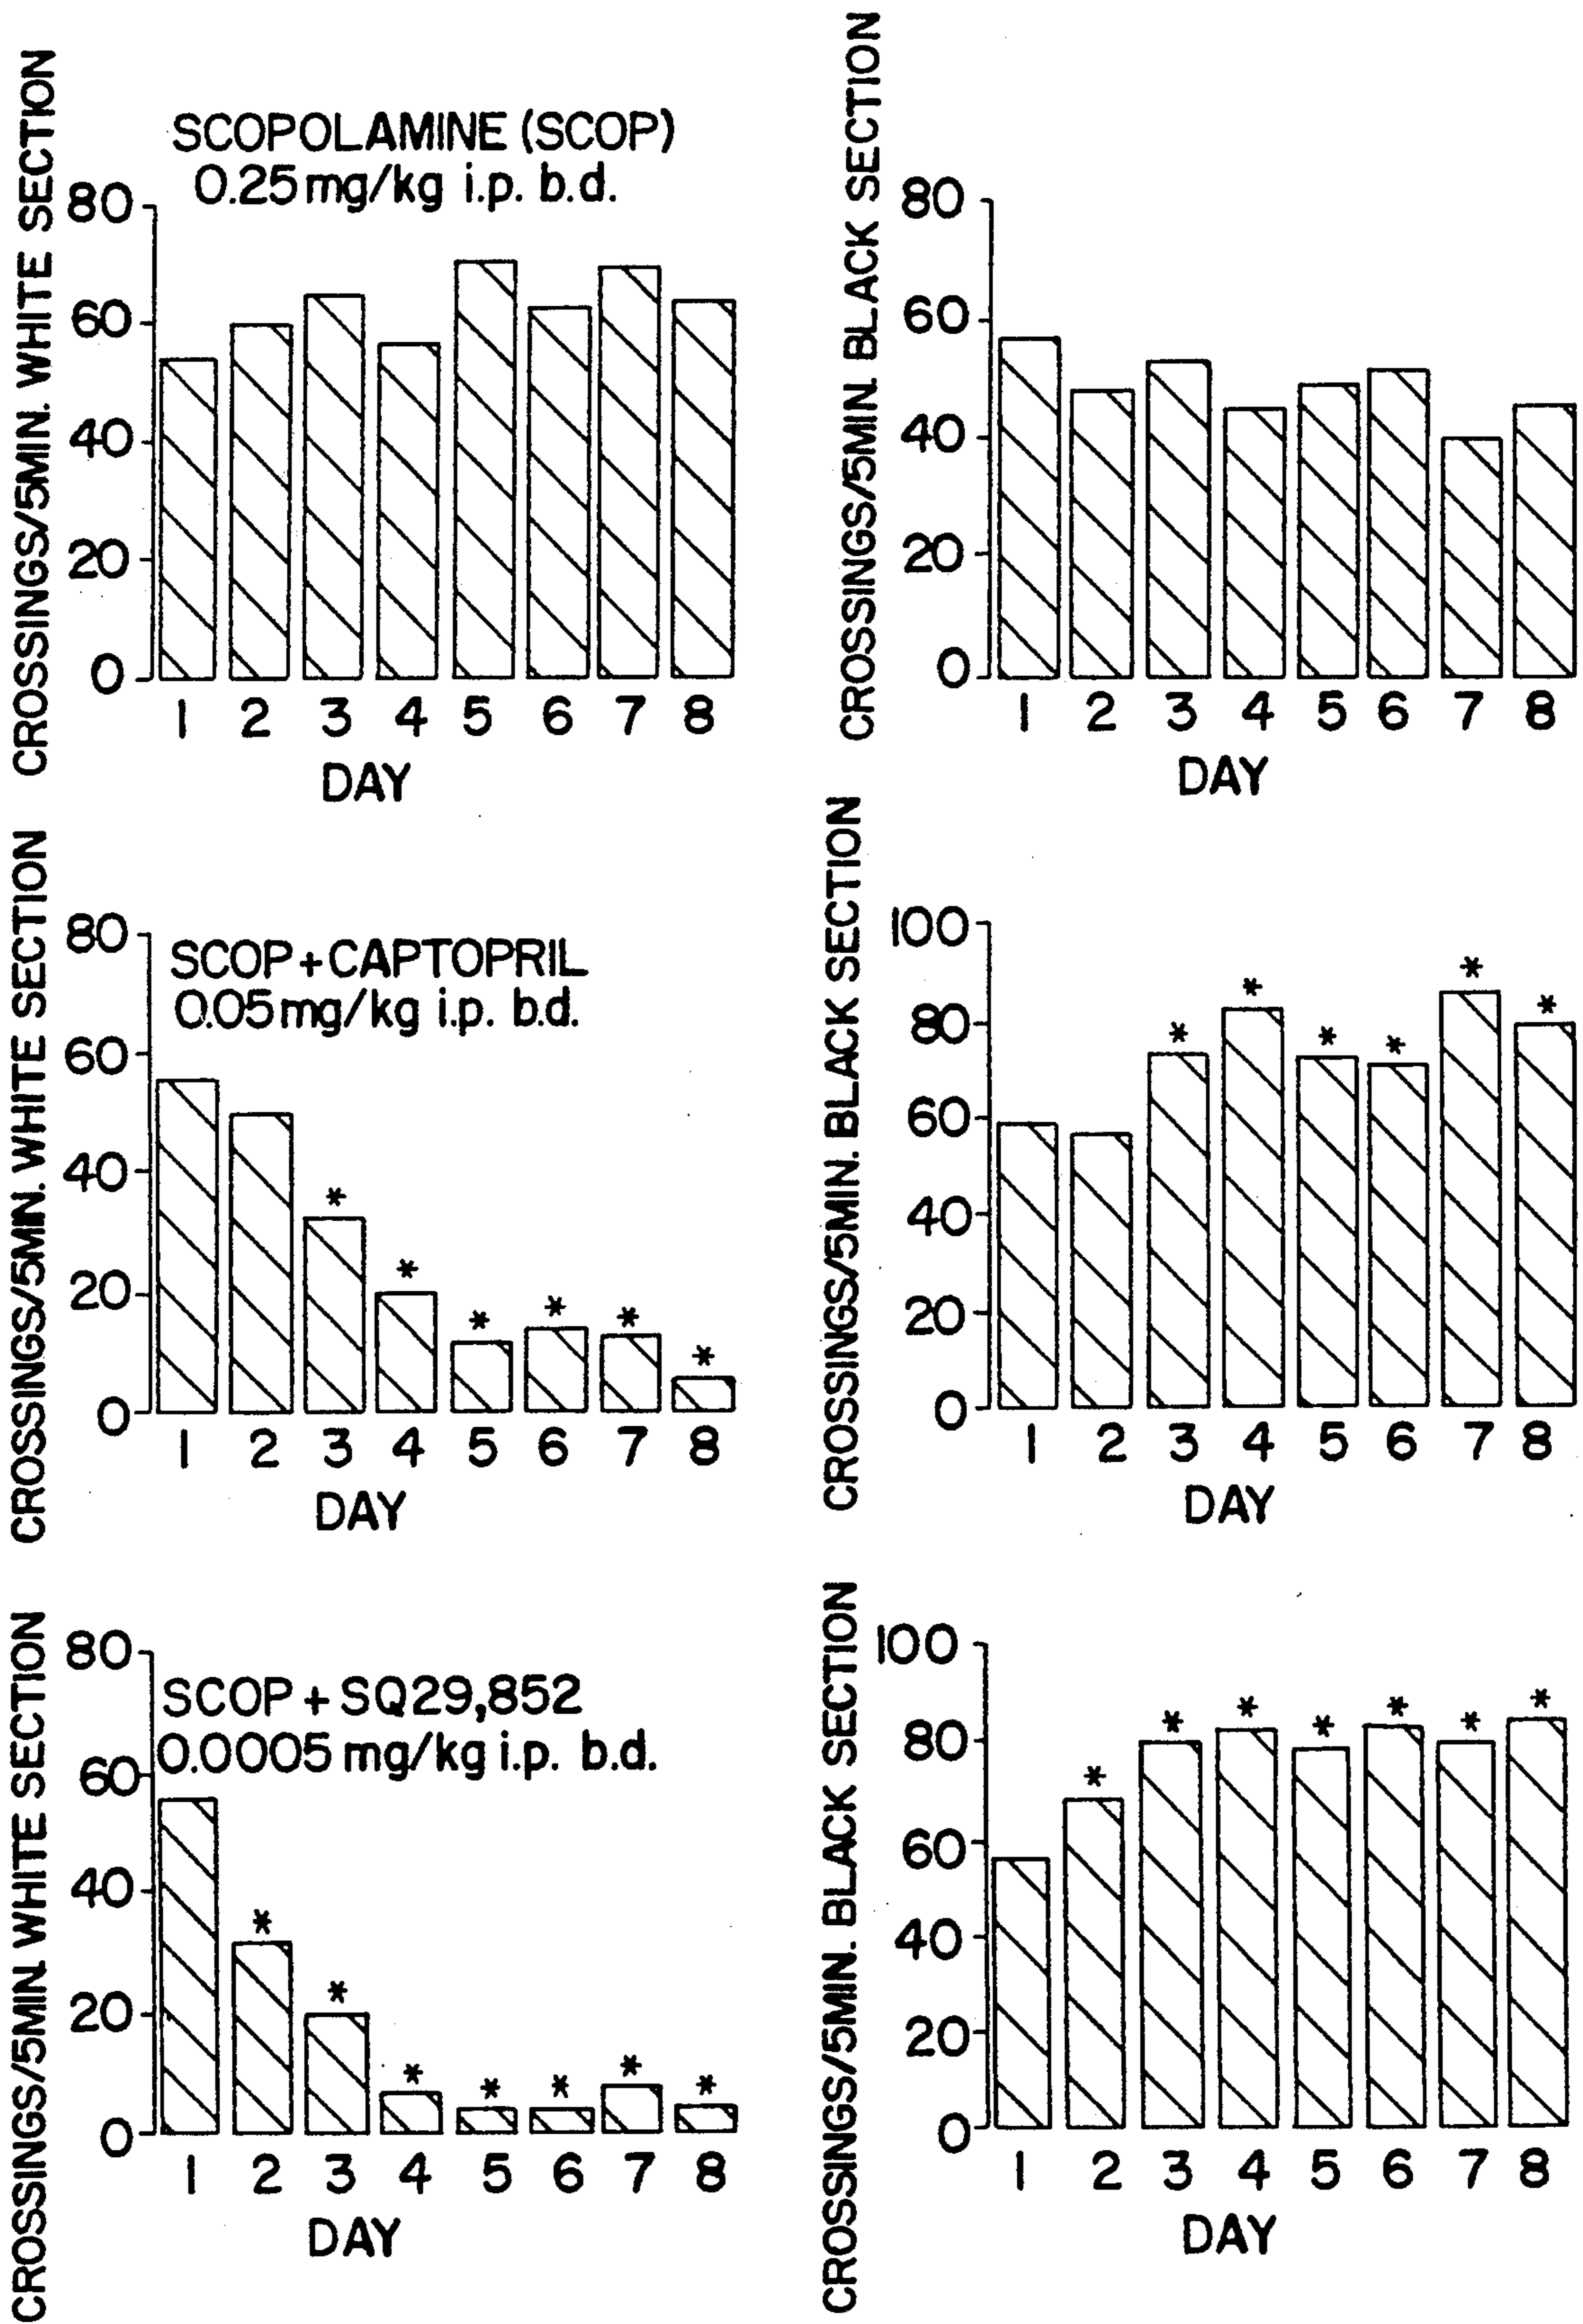 CROSSINGS/5MIN. WHITE SECTION
SCOPOLAMINE (SCOP)
0.25mg/kg i.p. b.d.
80
60
40
20
0
1 2 3 4 5 6 7 8
DAY
CROSSINGS/5MIN. BLACK SECTION
80
60
40
20
0
1 2 3 4 5 6 7 8
DAY
CROSSINGS/5MIN. WHITE SECTION
SCOP+CAPTOPRIL
0.05mg/kg i.p. b.d.
80
60
40
20
0
* * * * * *
1 2 3 4 5 6 7 8
DAY
CROSSINGS/5MIN. BLACK SECTION
100
80
60
40
20
0
* * * * * *
1 2 3 4 5 6 7 8
DAY
CROSSINGS/5MIN. WHITE SECTION
SCOP + SQ29,852
0.0005 mg/kg i.p. b.d.
80
60
40
20
0
* * * * * * *
1 2 3 4 5 6 7 8
DAY
CROSSINGS/5MIN. BLACK SECTION
100
80
60
40
20
0
* * * * * * *
1 2 3 4 5 6 7 8
DAY